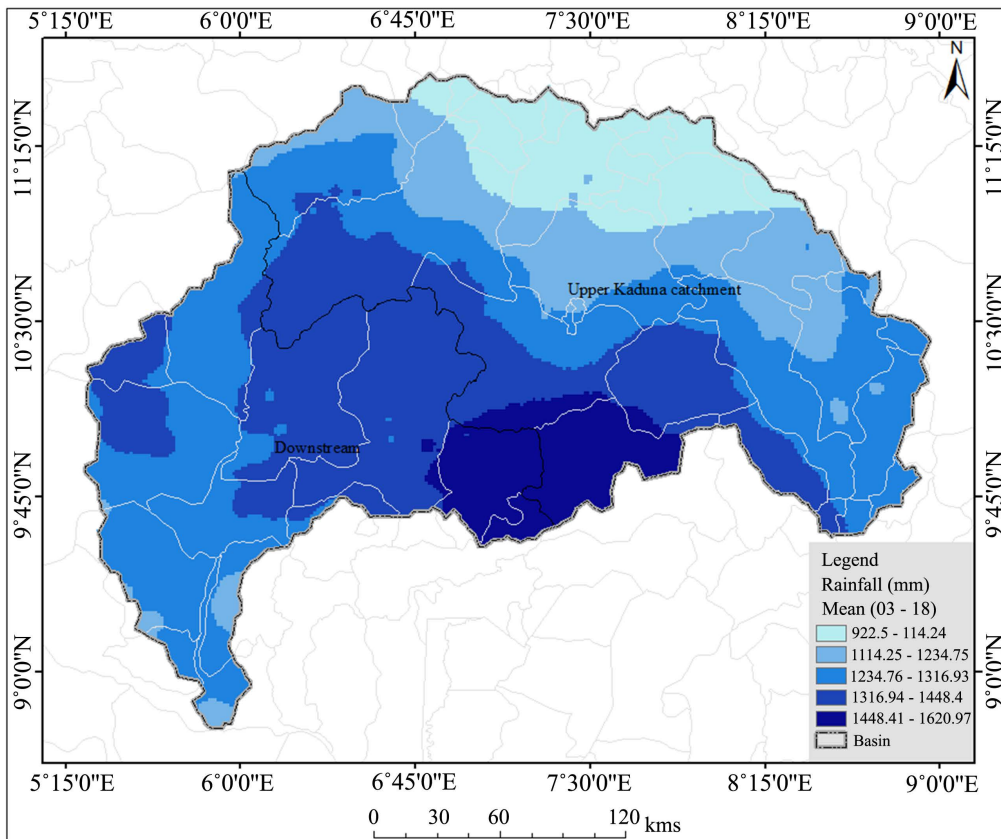 5°15'0"E 6°0'0"E 6°45'0"E 7°30'0"E 8°15'0"E 9°0'0"E
N
11°15'0"N
11°15'0"N
10°30'0"N
10°30'0"N
9°45'0"N
9°45'0"N
9°0'0"N
9°0'0"N
Upper Kaduna catchment
Downstream
Legend
Rainfall (mm)
Mean (03 - 18)
922.5 - 114.24
1114.25 - 1234.75
1234.76 - 1316.93
1316.94 - 1448.4
1448.41 - 1620.97
Basin
5°15'0"E 6°0'0"E 6°45'0"E 7°30'0"E 8°15'0"E 9°0'0"E
0 30 60 120 kms